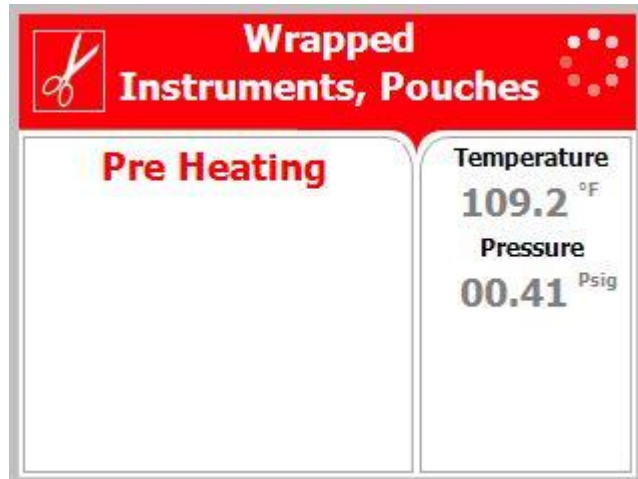 Wrapped
Instruments, Pouches
Pre Heating
Temperature
109.2 °F
Pressure
00.41 Psig